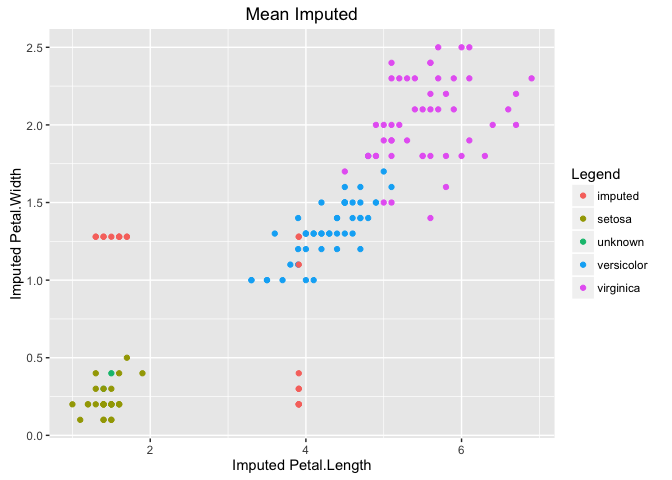 Mean Imputed
2.5
2.0
1.5
1.0
0.5
0.0
Imputed Petal.Width
2
4
6
Imputed Petal.Length
Legend
imputed
setosa
unknown
versicolor
virginica